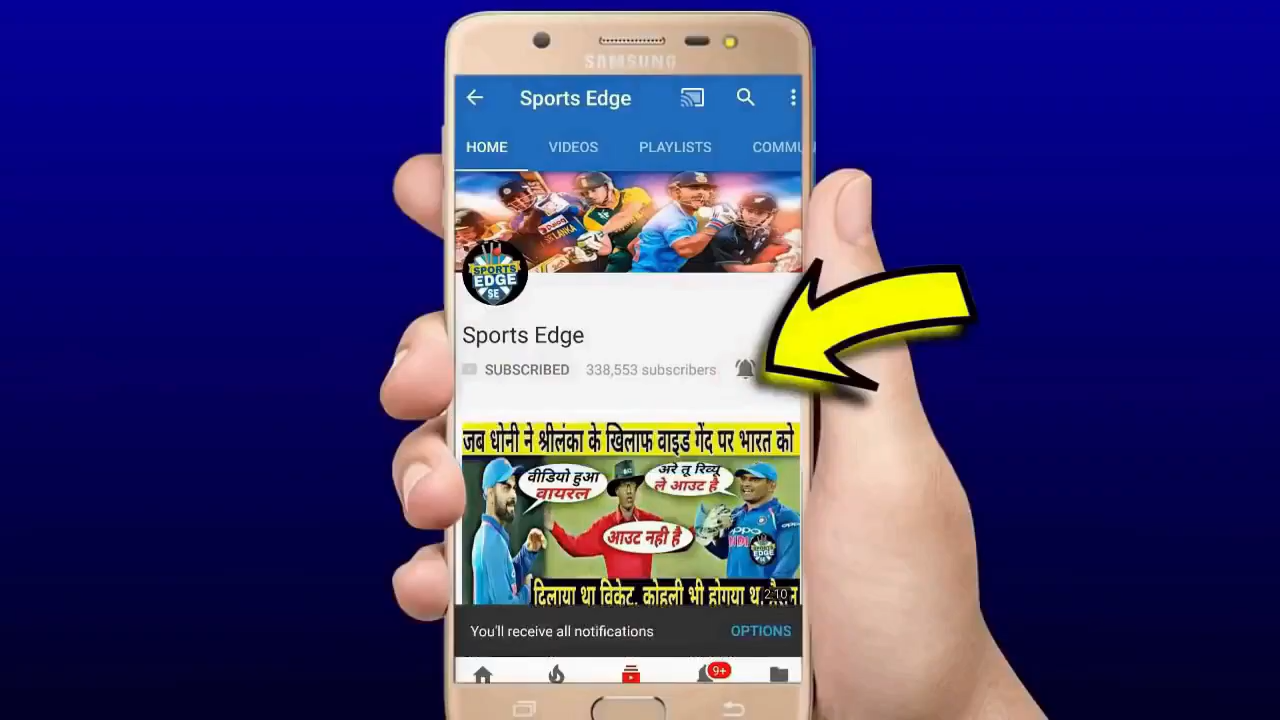 SAMSUNG
Sports Edge
HOME VIDEOS PLAYLISTS COMMU
LANKA
SPORTS
EDGE
SE
Sports Edge
SUBSCRIBED 338,553 subscribers
जब धोनी ने श्रीलंका के खिलाफ वाइड गेंद पर भारत को
वीडियो हुआ
वायरल
अरे तू रिव्यू
ले आउट है
आउट नही है
oppo
SPORTS
EDGE
दिलाया था विकेट, कोहली भी होगया था
2:10
You'll receive all notifications OPTIONS
9+